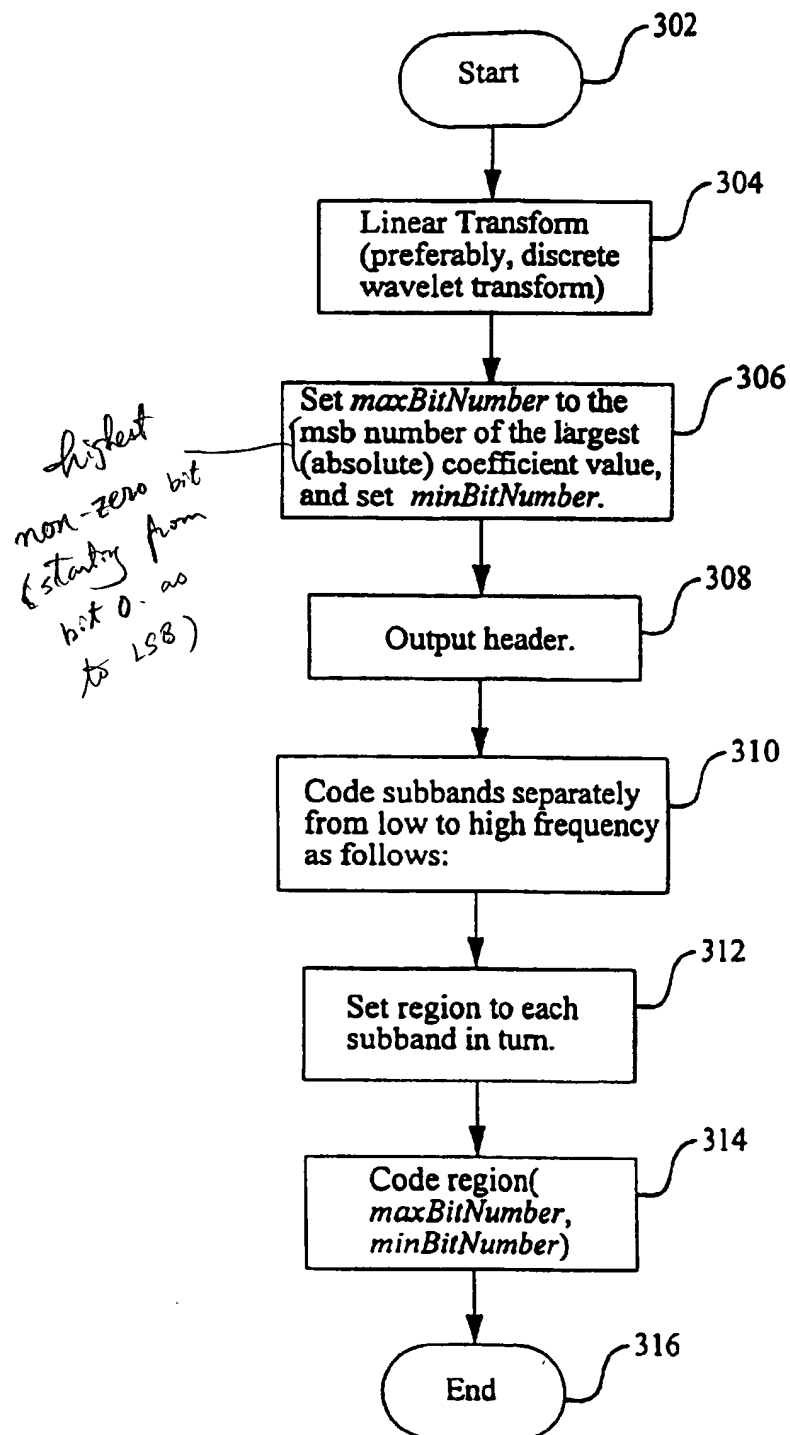 302
Start
304
Linear Transform
(preferably, discrete
wavelet transform)
306
Set maxBitNumber to the
msb number of the largest
(absolute) coefficient value,
and set minBitNumber.
highest
non-zero bit
(starting from
bit 0. as
to LSB)
308
Output header.
310
Code subbands separately
from low to high frequency
as follows:
312
Set region to each
subband in turn.
314
Code region(
maxBitNumber,
minBitNumber)
316
End